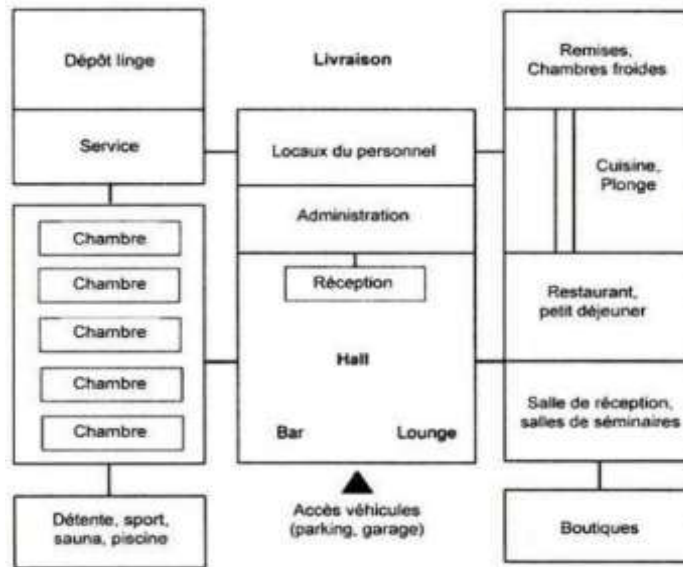 Dépôt linge
Service
Chambre
Chambre
Chambre
Chambre
Chambre
Détente, sport,
sauna, piscine
Livraison
Locaux du personnel
Administration
Réception
Hall
Bar
Lounge
Accès véhicules
(parking, garage)
Remises,
Chambres froides
Cuisine,
Plonge
Restaurant,
petit déjeuner
Salle de réception,
salles de séminaires
Boutiques